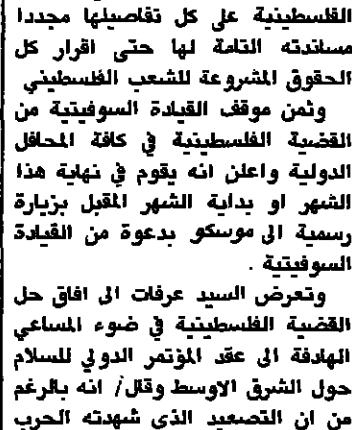 الفلسطينية على كل تفاصيلها مجددا
مساندته التامة لها حتى اقرار كل
الحقوق المشروعة للشعب الفلسطيني
وثمن موقف القيادة السوفيتية من
القضية الفلسطينية في كافة المحافل
الدولية واعلن انه يقوم في نهاية هذا
الشهر او بداية الشهر المقبل بزيارة
رسمية الى موسكو بدعوة من القيادة
السوفيتية .
وتعرض السيد عرفات الى افاق حل
القضية الفلسطينية في ضوء المساعي
الهادفة الى عقد المؤتمر الدولي للسلام
حول الشرق الاوسط وقال/ انه بالرغم
من ان التصعيد الذي شهدته الحرب